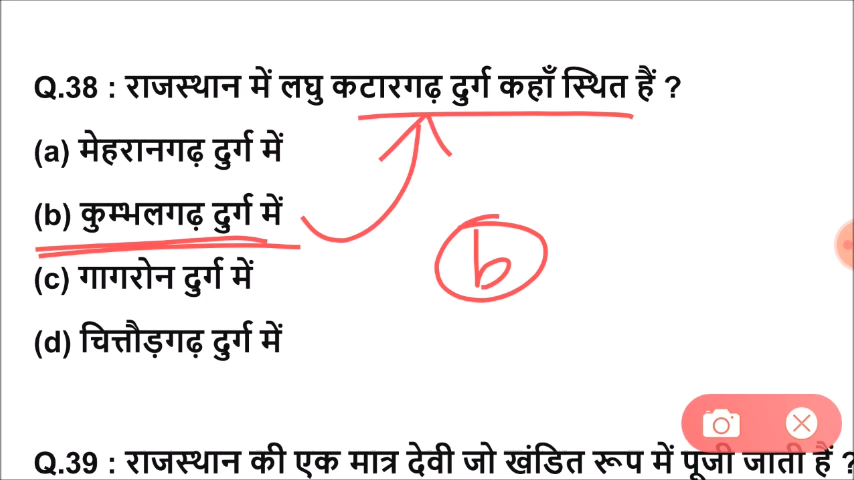 Q.38 : राजस्थान में लघु कटारगढ़ दुर्ग कहाँ स्थित हैं ?
(a) मेहरानगढ़ दुर्ग में
(b) कुम्भलगढ़ दुर्ग में
b
(c) गागरोन दुर्ग में
(d) चित्तौड़गढ़ दुर्ग में
Q.39 : राजस्थान की एक मात्र देवी जो खंडित रूप में पूजी जाती हैं ?